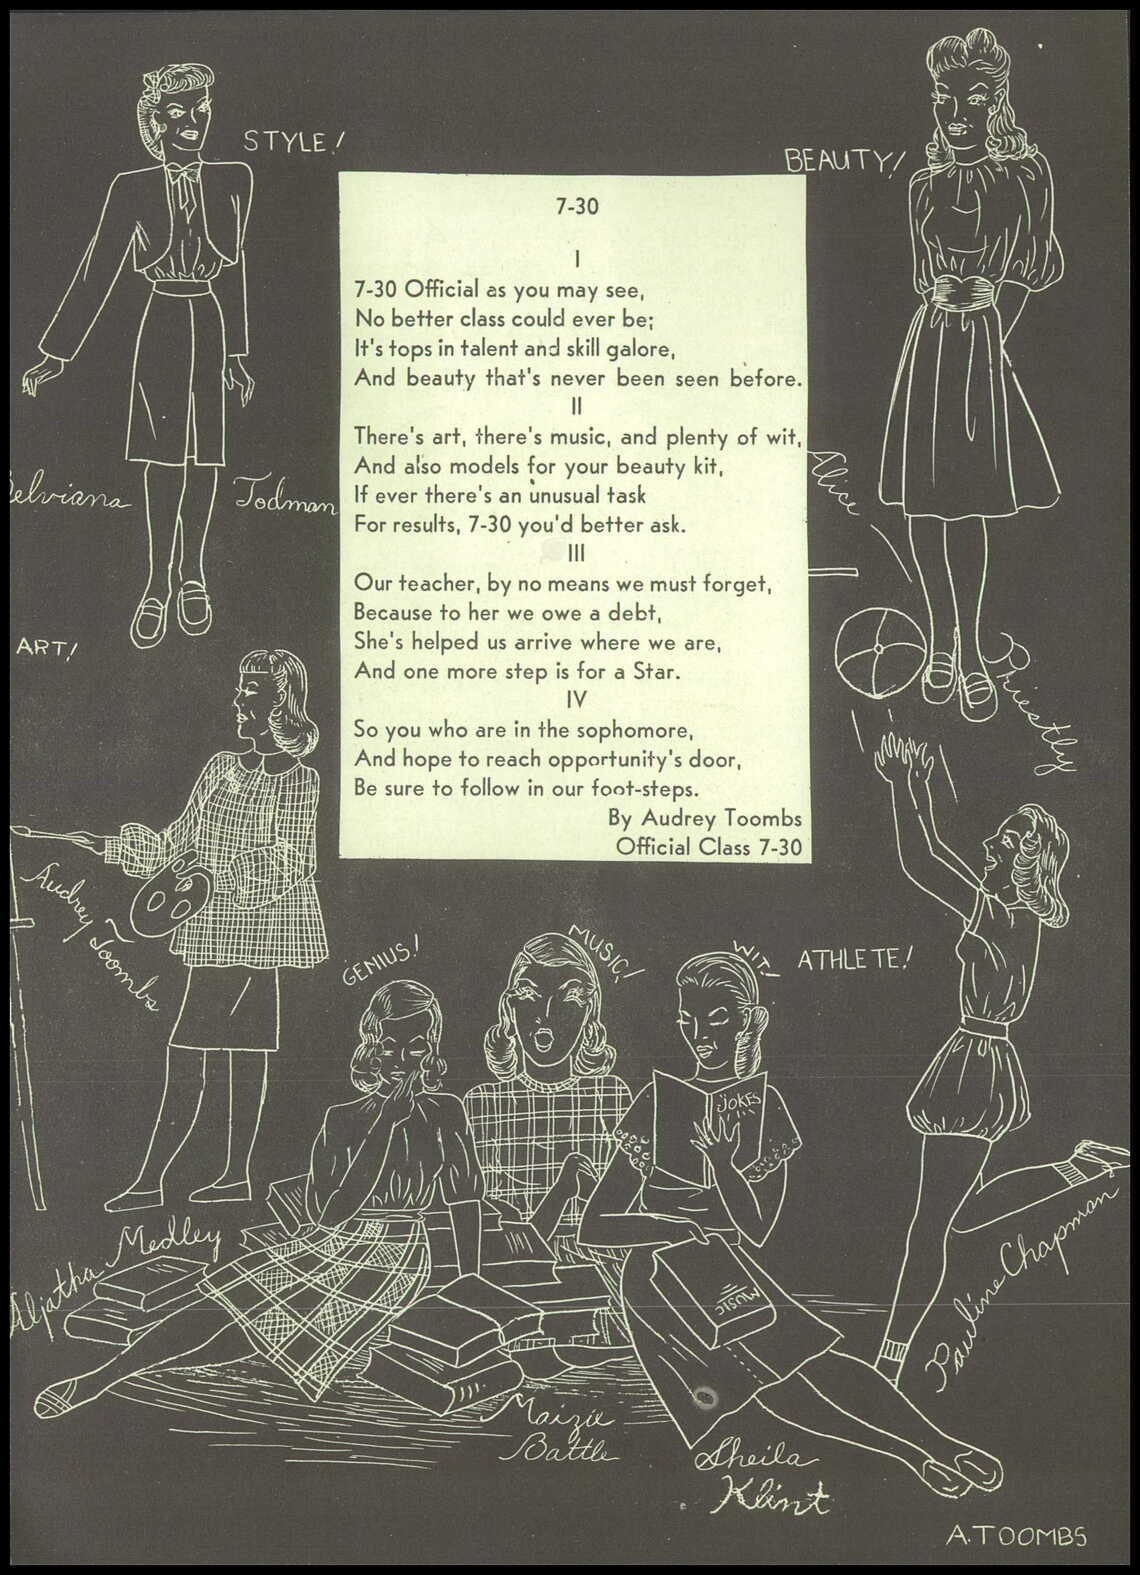 STYLE!
BEAUTY!
7-30
I
7-30 Official as you may see,
No better class could ever be;
It's tops in talent and skill galore,
And beauty that's never been seen before.
II
There's art, there's music, and plenty of wit,
And also models for your beauty kit,
If ever there's an unusual task
For results, 7-30 you'd better ask.
III
Our teacher, by no means we must forget,
Because to her we owe a debt,
She's helped us arrive where we are,
And one more step is for a Star.
IV
So you who are in the sophomore,
And hope to reach opportunity's door,
Be sure to follow in our foot-steps.
By Audrey Toombs
Official Class 7-30
Todman
Alice
Priestly
ART!
Audrey Toombs
GENIUS!
MUSIC!
WIT!
ATHLETE!
JOKES
MUSIC
Medley
Pauline Chapman
Maizie
Battle
Sheila
Klint
A. TOOMBS